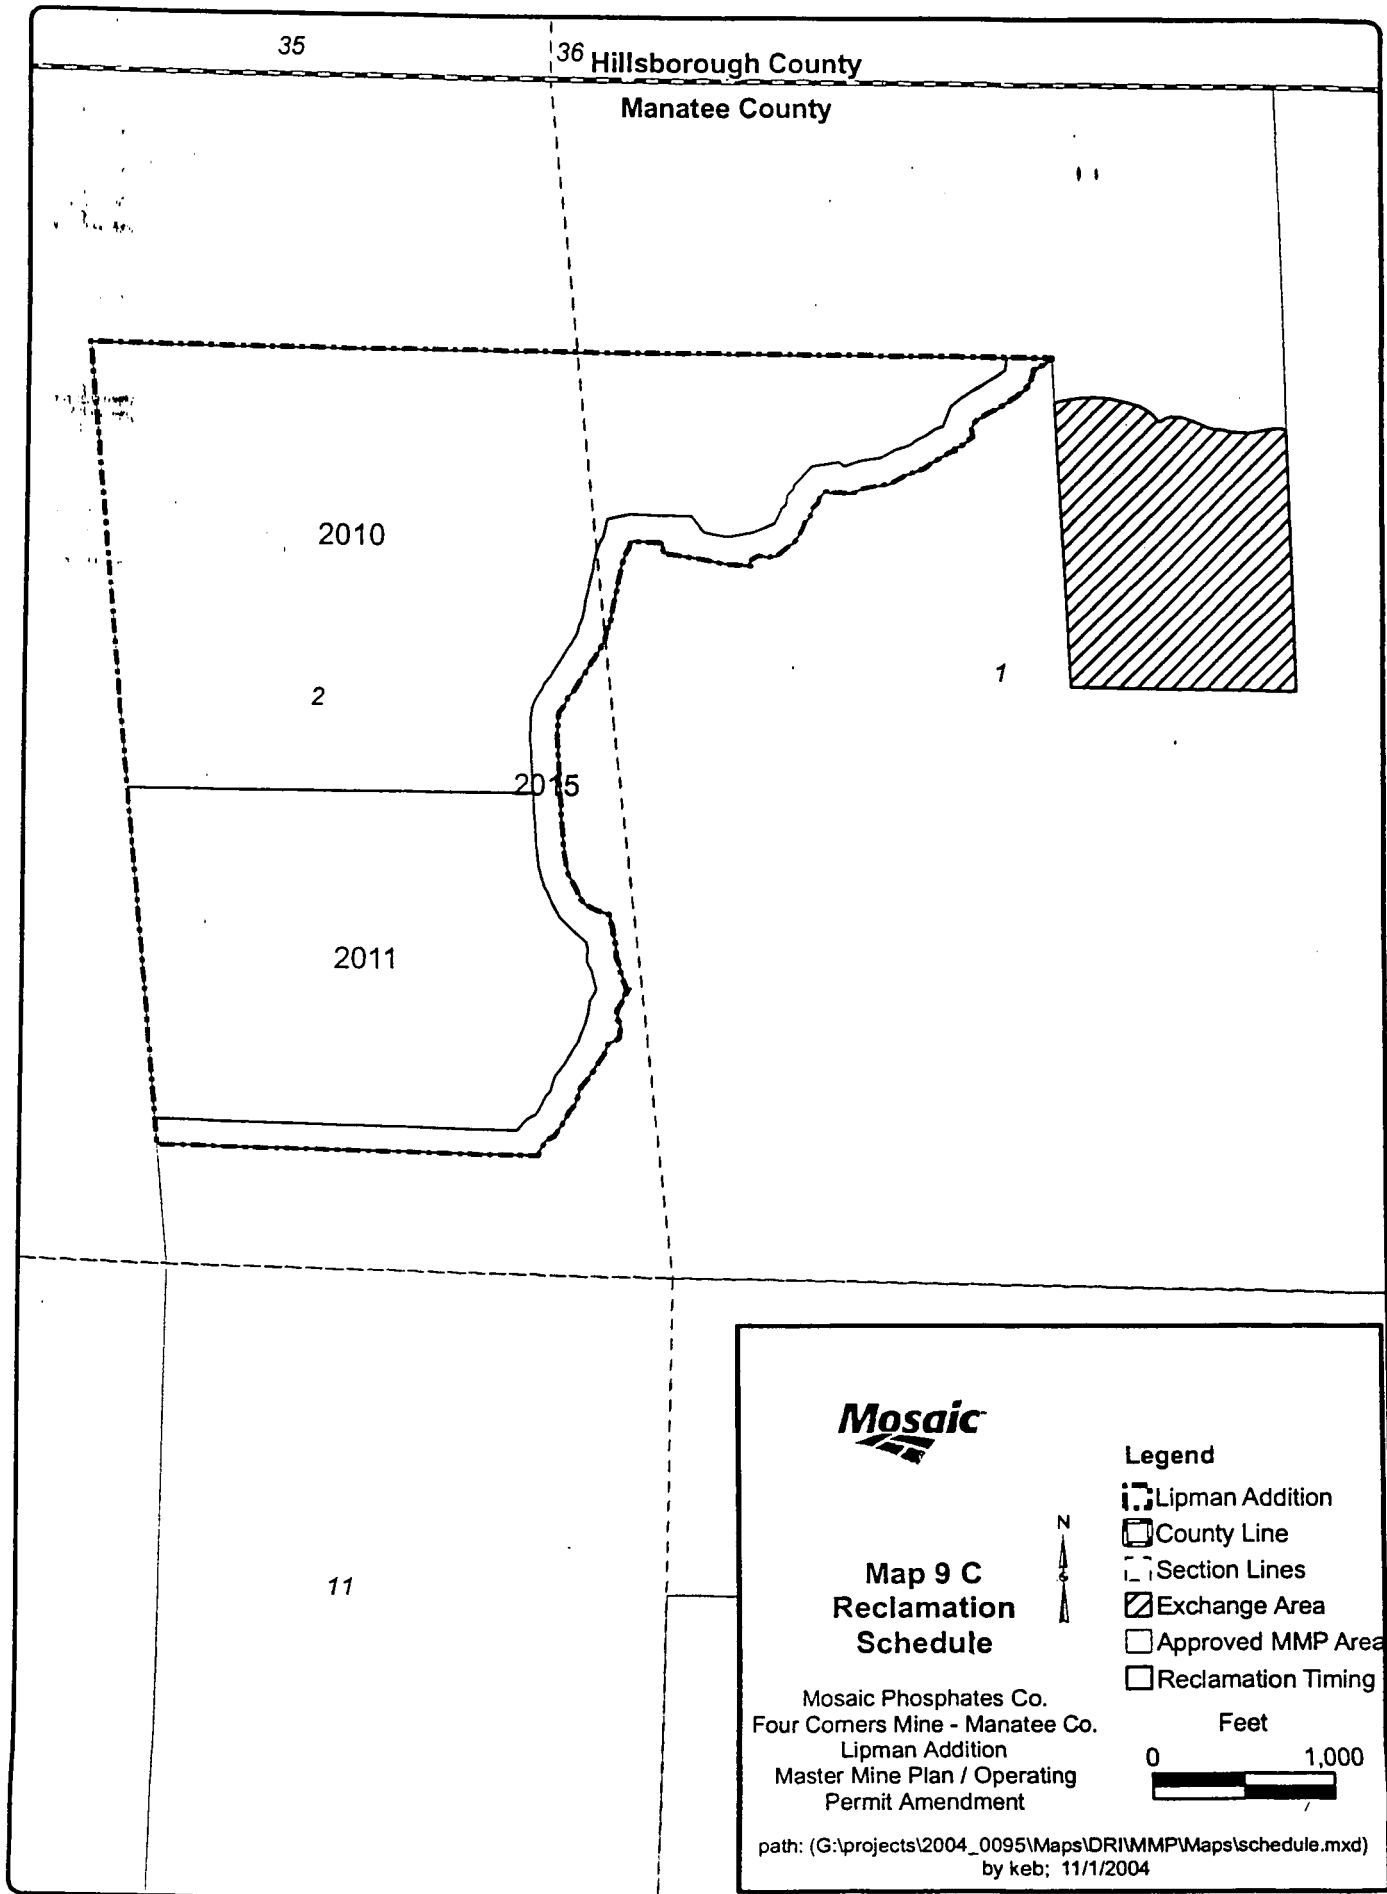 35
36 Hillsborough County
Manatee County
2010
2
1
2015
2011
11
Mosaic
Map 9 C
Reclamation
Schedule
Mosaic Phosphates Co.
Four Corners Mine - Manatee Co.
Lipman Addition
Master Mine Plan / Operating
Permit Amendment
N
Legend
Lipman Addition
County Line
Section Lines
Exchange Area
Approved MMP Area
Reclamation Timing
Feet
0 1,000
path: (G:\projects\2004_0095\Maps\DRI\MMP\Maps\schedule.mxd)
by keb; 11/1/2004